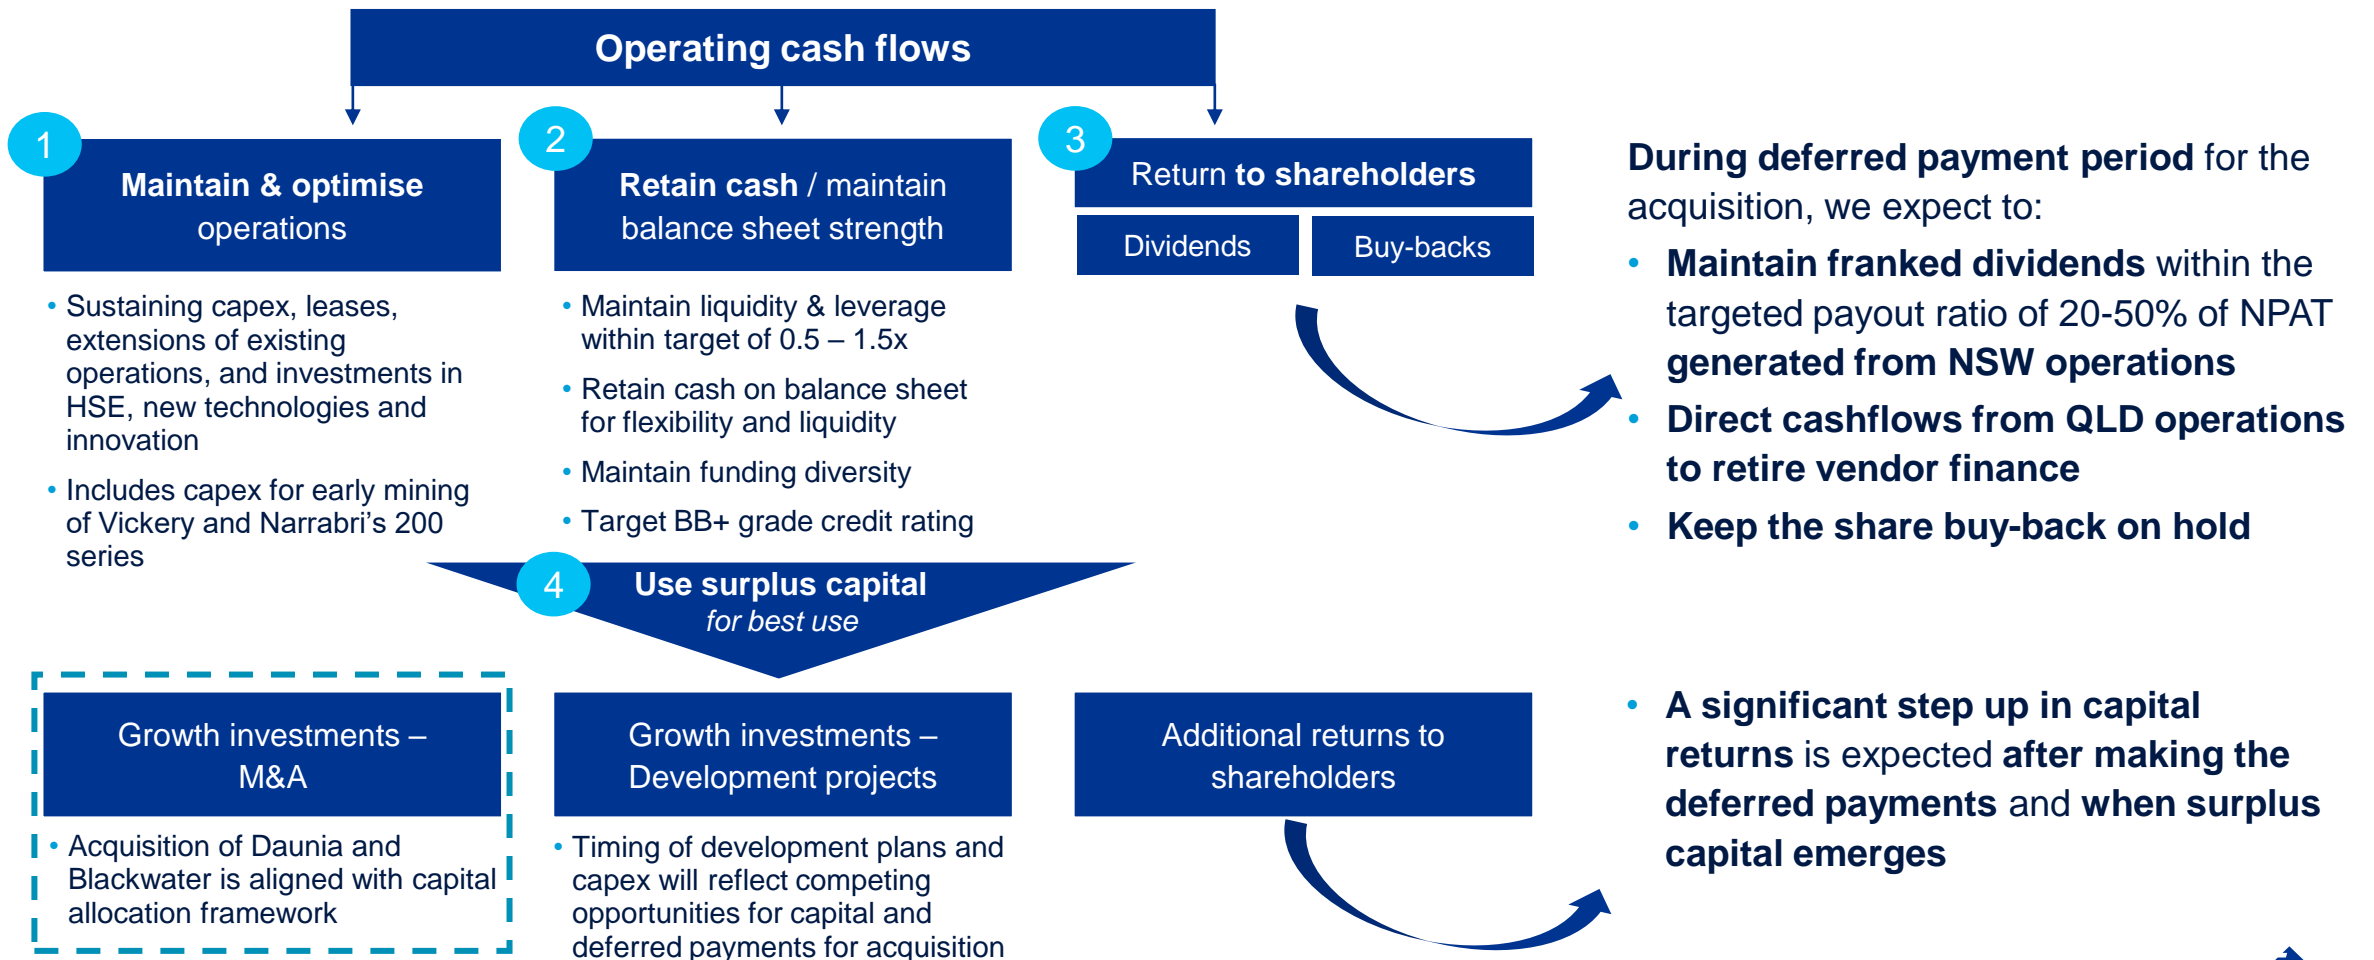 Operating cash flows
1
Maintain & optimise
operations
• Sustaining capex, leases,
extensions of existing
operations, and investments in
HSE, new technologies and
innovation
• Includes capex for early mining
of Vickery and Narrabri's 200
series
2
Retain cash / maintain
balance sheet strength
• Maintain liquidity & leverage
within target of 0.5 – 1.5x
• Retain cash on balance sheet
for flexibility and liquidity
• Maintain funding diversity
• Target BB+ grade credit rating
3
Return to shareholders
Dividends
Buy-backs
During deferred payment period for the
acquisition, we expect to:
• Maintain franked dividends within the
targeted payout ratio of 20-50% of NPAT
generated from NSW operations
• Direct cashflows from QLD operations
to retire vendor finance
• Keep the share buy-back on hold
4
Use surplus capital
for best use
Growth investments –
M&A
• Acquisition of Daunia and
Blackwater is aligned with capital
allocation framework
Growth investments –
Development projects
• Timing of development plans and
capex will reflect competing
opportunities for capital and
deferred payments for acquisition
Additional returns to
shareholders
• A significant step up in capital
returns is expected after making the
deferred payments and when surplus
capital emerges